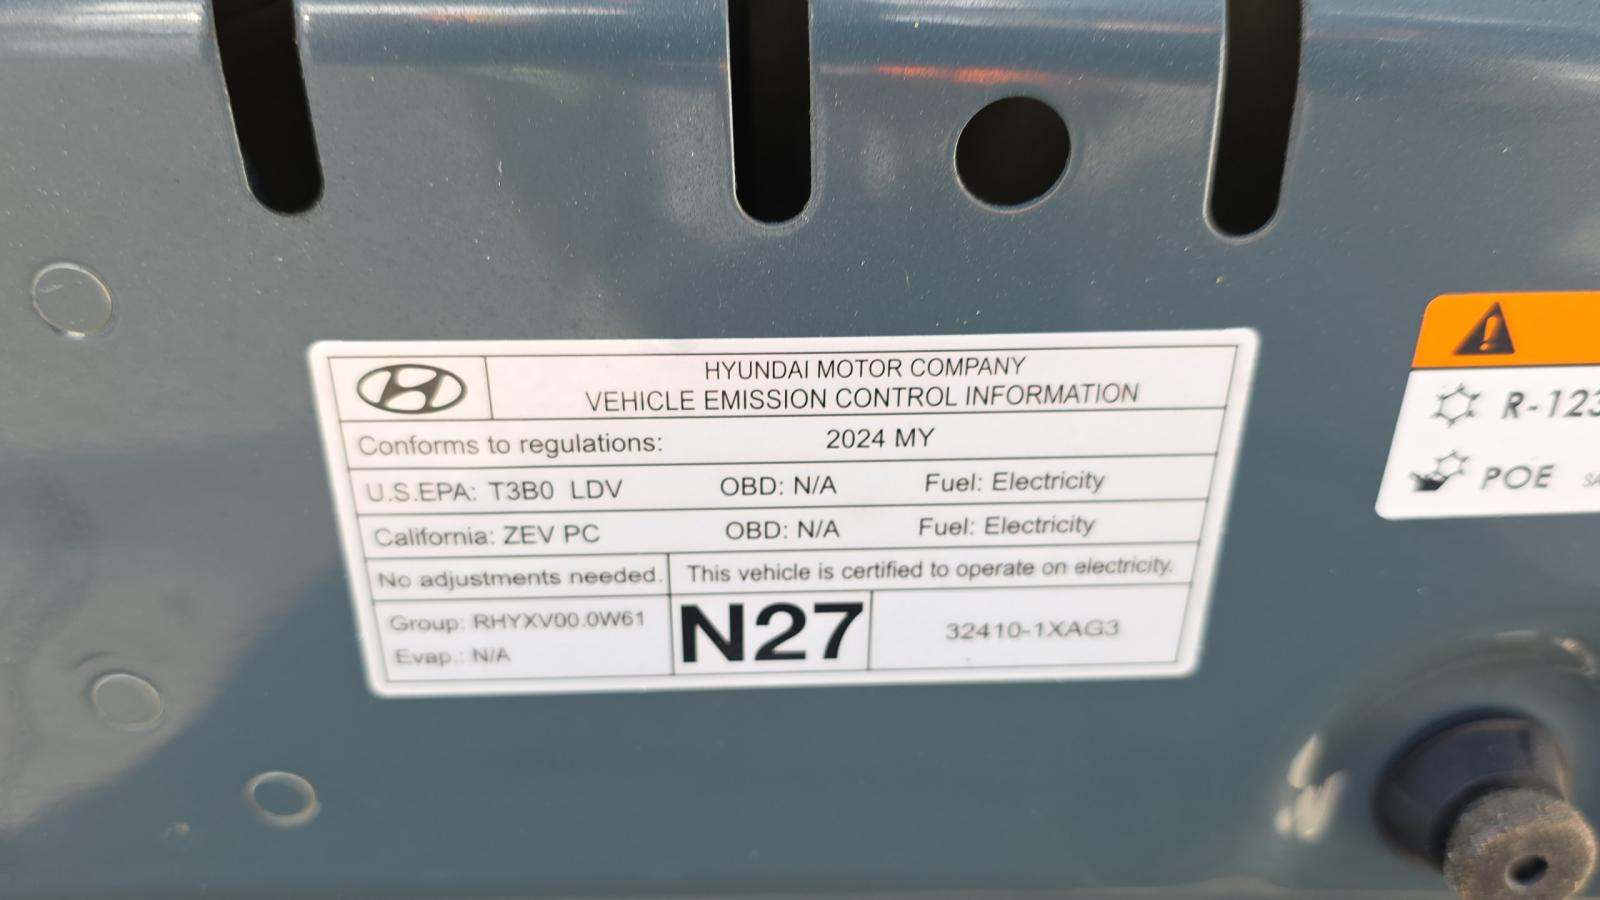 HYUNDAI MOTOR COMPANY
VEHICLE EMISSION CONTROL INFORMATION
Conforms to regulations: 2024 MY
U.S.EPA: T3B0 LDV OBD: N/A Fuel: Electricity
California: ZEV PC OBD: N/A Fuel: Electricity
No adjustments needed. This vehicle is certified to operate on electricity.
Group: RHYXV00.0W61
Evap.: N/A
N27
32410-1XAG3
R-123
POE SA